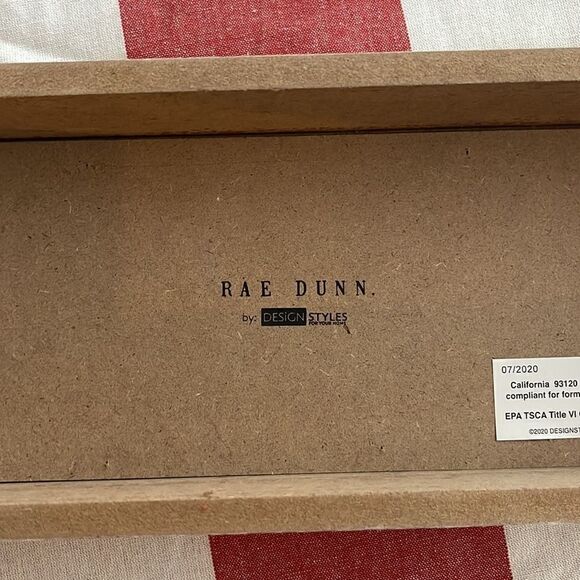 RAE DUNN.
by: DESiGN STYLES
FOR YOUR HOME
07/2020
California 93120
compliant for form
EPA TSCA Title VI
©2020 DESIGNST